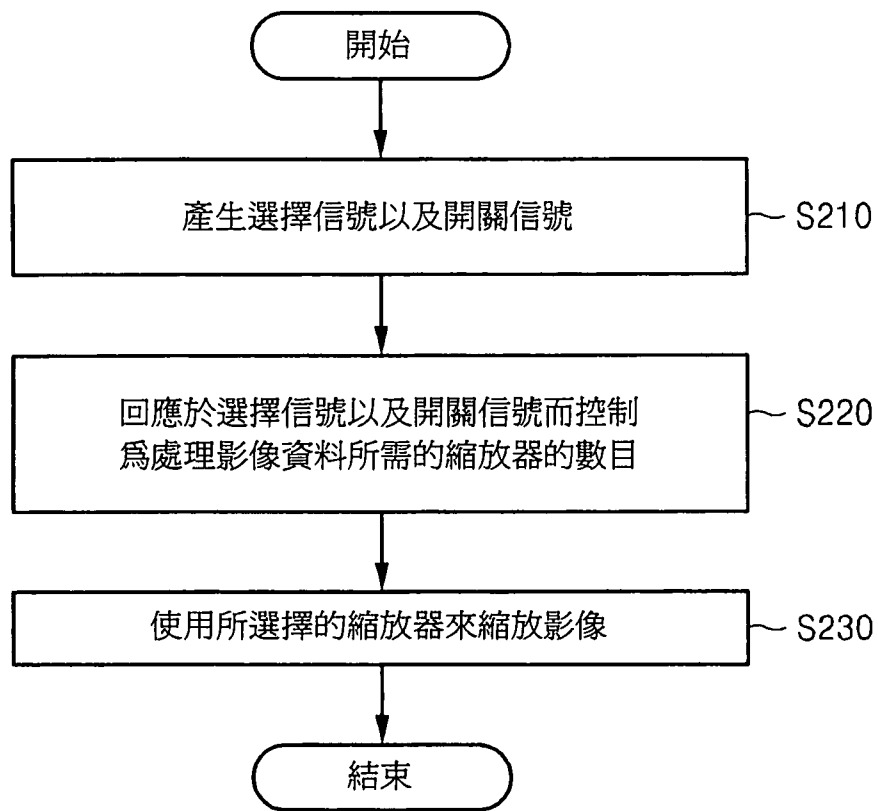 開始
產生選擇信號以及開關信號
S210
回應於選擇信號以及開關信號而控制
爲處理影像資料所需的縮放器的數目
S220
使用所選擇的縮放器來縮放影像
S230
結束